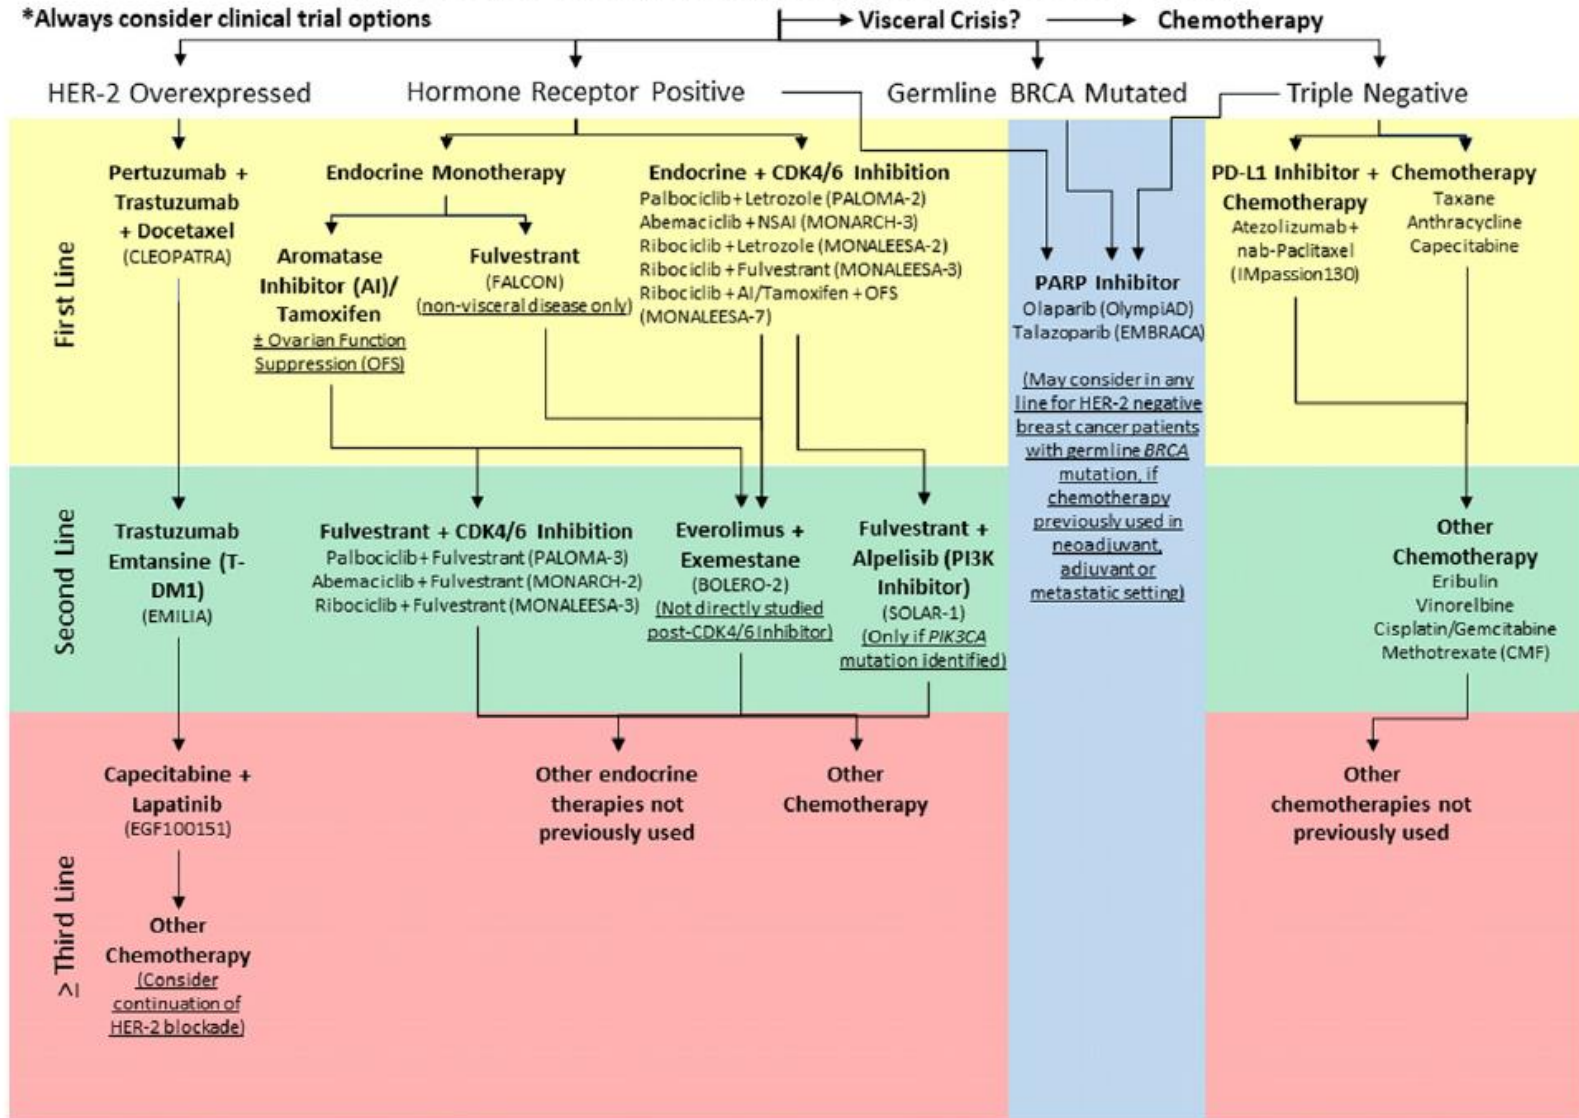 *Always consider clinical trial options
Visceral Crisis?
Chemotherapy
HER-2 Overexpressed
Hormone Receptor Positive
Germline BRCA Mutated
Triple Negative
First Line
Pertuzumab +
Trastuzumab
+ Docetaxel
(CLEOPATRA)
Endocrine Monotherapy
Aromatase
Inhibitor (AI)/
Tamoxifen
± Ovarian Function
Suppression (OFS)
Fulvestrant
(FALCON)
(non-visceral disease only)
Endocrine + CDK4/6 Inhibition
Palbociclib + Letrozole (PALOMA-2)
Abemaciclib + NSAI (MONARCH-3)
Ribociclib + Letrozole (MONALEESA-2)
Ribociclib + Fulvestrant (MONALEESA-3)
Ribociclib + AI/Tamoxifen + OFS
(MONALEESA-7)
PARP Inhibitor
Olaparib (OlympiAD)
Talazoparib (EMBRACA)
(May consider in any
line for HER-2 negative
breast cancer patients
with germline BRCA
mutation, if
chemotherapy
previously used in
neoadjuvant,
adjuvant or
metastatic setting)
PD-L1 Inhibitor +
Chemotherapy
Atezolizumab +
nab-Paclitaxel
(IMpassion130)
Chemotherapy
Taxane
Anthracycline
Capecitabine
Second Line
Trastuzumab
Emtansine (T-
DM1)
(EMILIA)
Fulvestrant + CDK4/6 Inhibition
Palbociclib + Fulvestrant (PALOMA-3)
Abemaciclib + Fulvestrant (MONARCH-2)
Ribociclib + Fulvestrant (MONALEESA-3)
Everolimus +
Exemestane
(BOLERO-2)
(Not directly studied
post-CDK4/6 Inhibitor)
Fulvestrant +
Alpelisib (PI3K
Inhibitor)
(SOLAR-1)
(Only if PIK3CA
mutation identified)
Other
Chemotherapy
Eribulin
Vinorelbine
Cisplatin/Gemcitabine
Methotrexate (CMF)
≥ Third Line
Capecitabine +
Lapatinib
(EGF100151)
Other
Chemotherapy
(Consider
continuation of
HER-2 blockade)
Other endocrine
therapies not
previously used
Other
Chemotherapy
Other
chemotherapies not
previously used